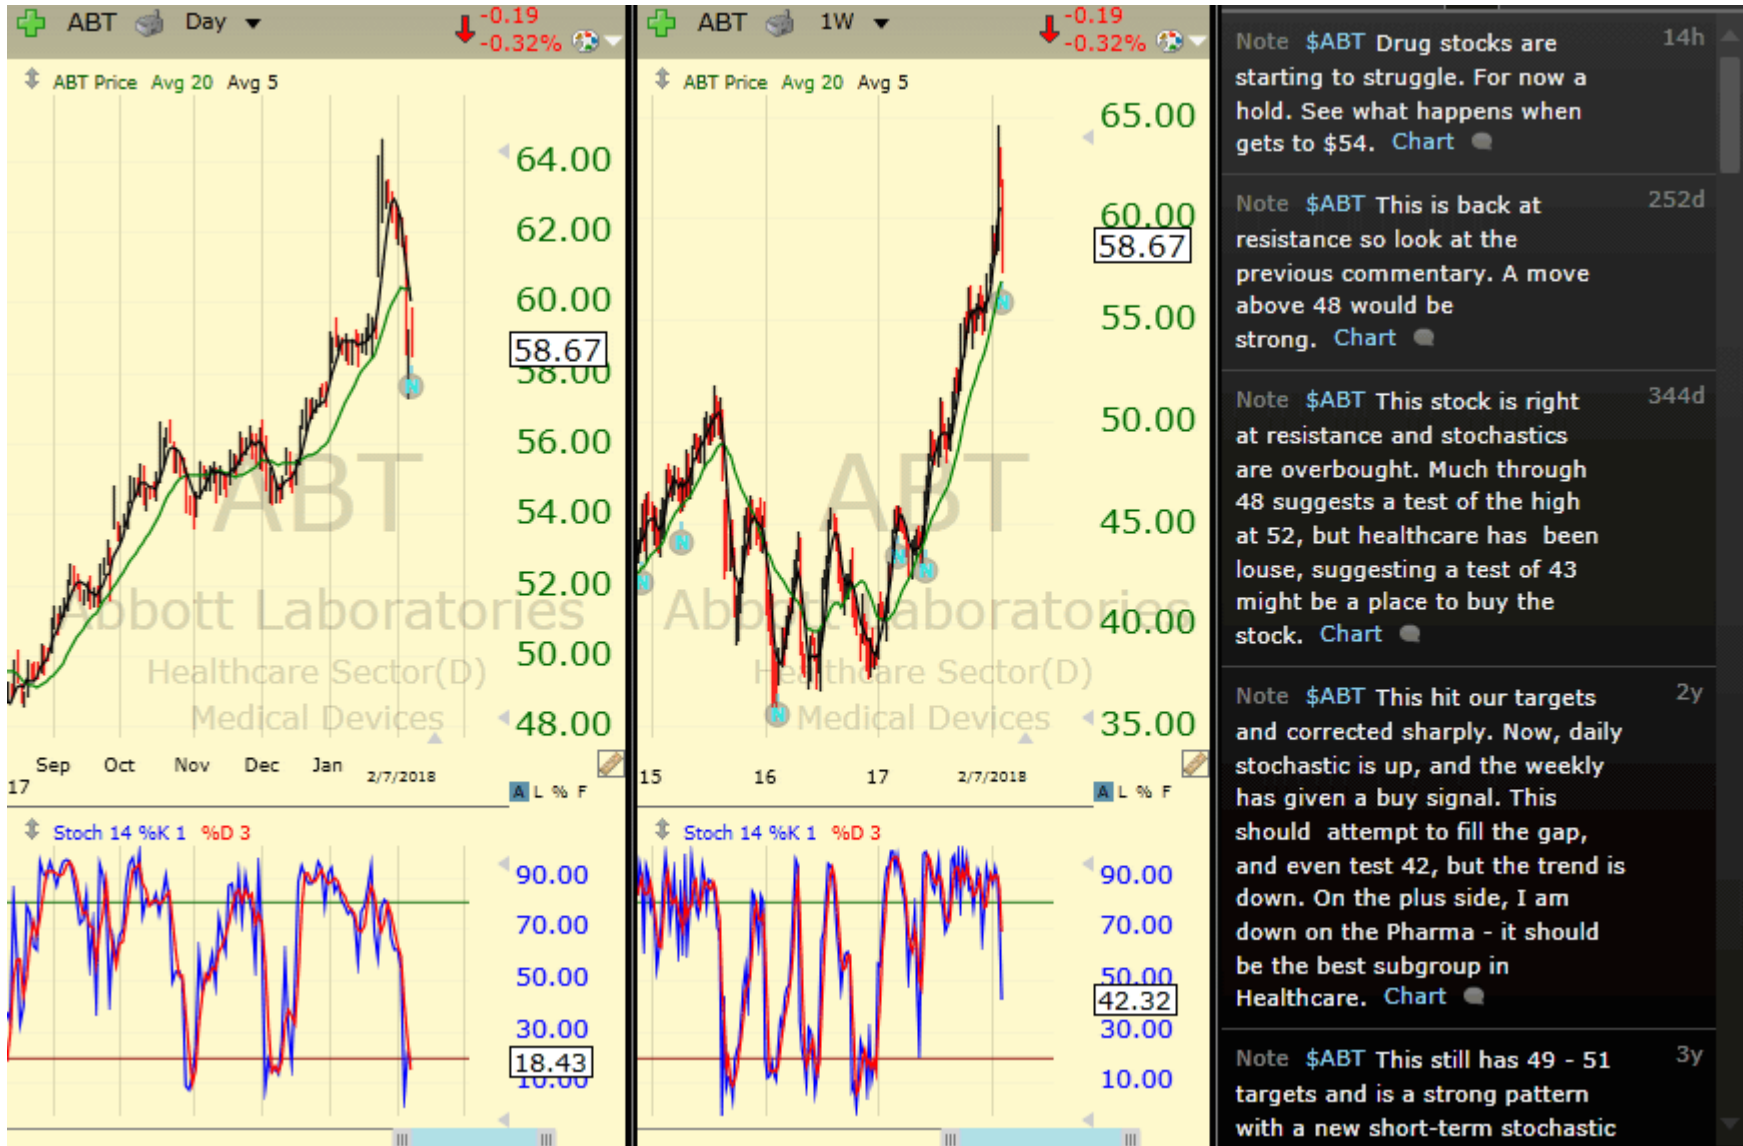 ABT Day
-0.19
-0.32%
ABT Price Avg 20 Avg 5
64.00
62.00
60.00
58.67
58.00
56.00
54.00
52.00
50.00
48.00
ABT
Abbott Laboratories
Healthcare Sector(D)
Medical Devices
N
Sep Oct Nov Dec Jan 2/7/2018
17
A L % F
Stoch 14 %K 1 %D 3
90.00
70.00
50.00
30.00
18.43
10.00
ABT 1W
-0.19
-0.32%
ABT Price Avg 20 Avg 5
65.00
60.00
58.67
55.00
50.00
45.00
40.00
35.00
ABT
Abbott Laboratories
Healthcare Sector(D)
Medical Devices
N
N
N
N
N
N
15 16 17 2/7/2018
A L % F
Stoch 14 %K 1 %D 3
90.00
70.00
50.00
42.32
30.00
10.00
Note $ABT Drug stocks are 14h
starting to struggle. For now a
hold. See what happens when
gets to $54. Chart
Note $ABT This is back at 252d
resistance so look at the
previous commentary. A move
above 48 would be
strong. Chart
Note $ABT This stock is right 344d
at resistance and stochastics
are overbought. Much through
48 suggests a test of the high
at 52, but healthcare has been
louse, suggesting a test of 43
might be a place to buy the
stock. Chart
Note $ABT This hit our targets 2y
and corrected sharply. Now, daily
stochastic is up, and the weekly
has given a buy signal. This
should attempt to fill the gap,
and even test 42, but the trend is
down. On the plus side, I am
down on the Pharma - it should
be the best subgroup in
Healthcare. Chart
Note $ABT This still has 49 - 51 3y
targets and is a strong pattern
with a new short-term stochastic